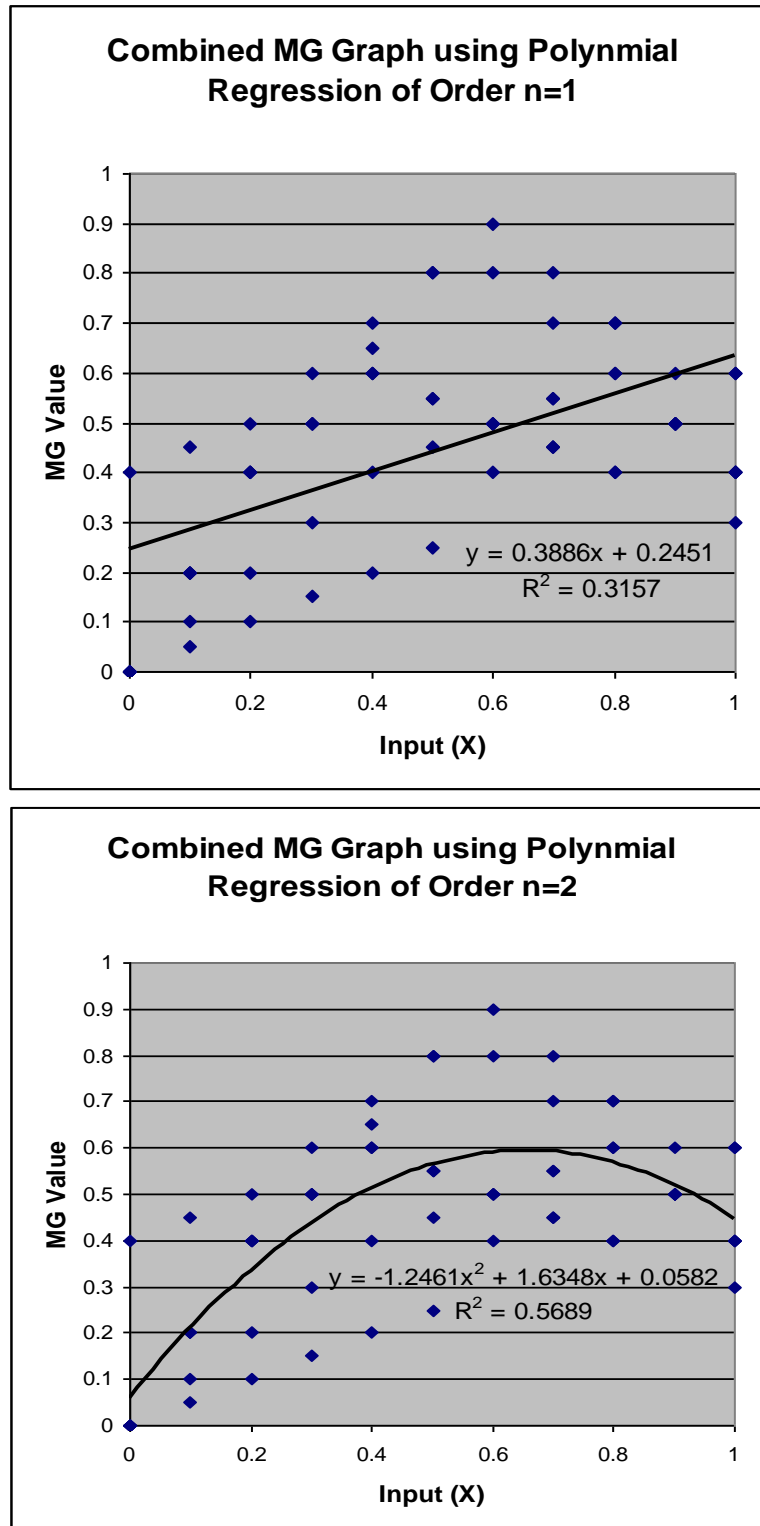 Combined MG Graph using Polynmial
Regression of Order n=1
1
0.9
0.8
0.7
0.6
0.5
0.4
0.3
0.2
0.1
0
MG Value
y = 0.3886x + 0.2451
R² = 0.3157
0 0.2 0.4 0.6 0.8 1
Input (X)
Combined MG Graph using Polynmial
Regression of Order n=2
1
0.9
0.8
0.7
0.6
0.5
0.4
0.3
0.2
0.1
0
MG Value
y = -1.2461x² + 1.6348x + 0.0582
R² = 0.5689
0 0.2 0.4 0.6 0.8 1
Input (X)